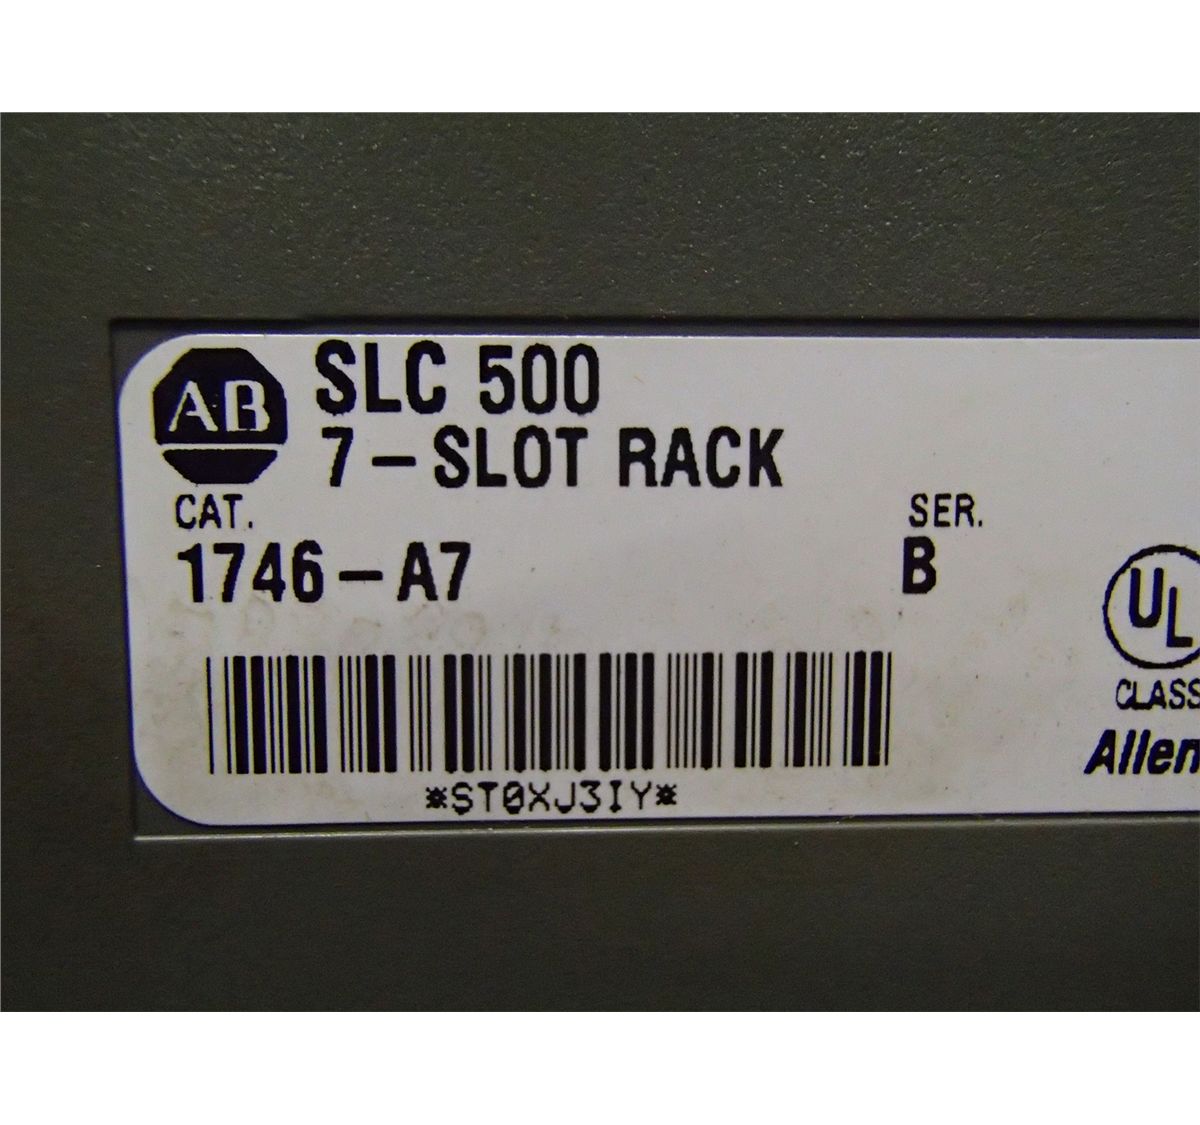 AB
SLC 500
7-SLOT RACK
CAT.
SER.
1746-A7
B
UL
CLASS
Allen
*ST0XJ3IY*